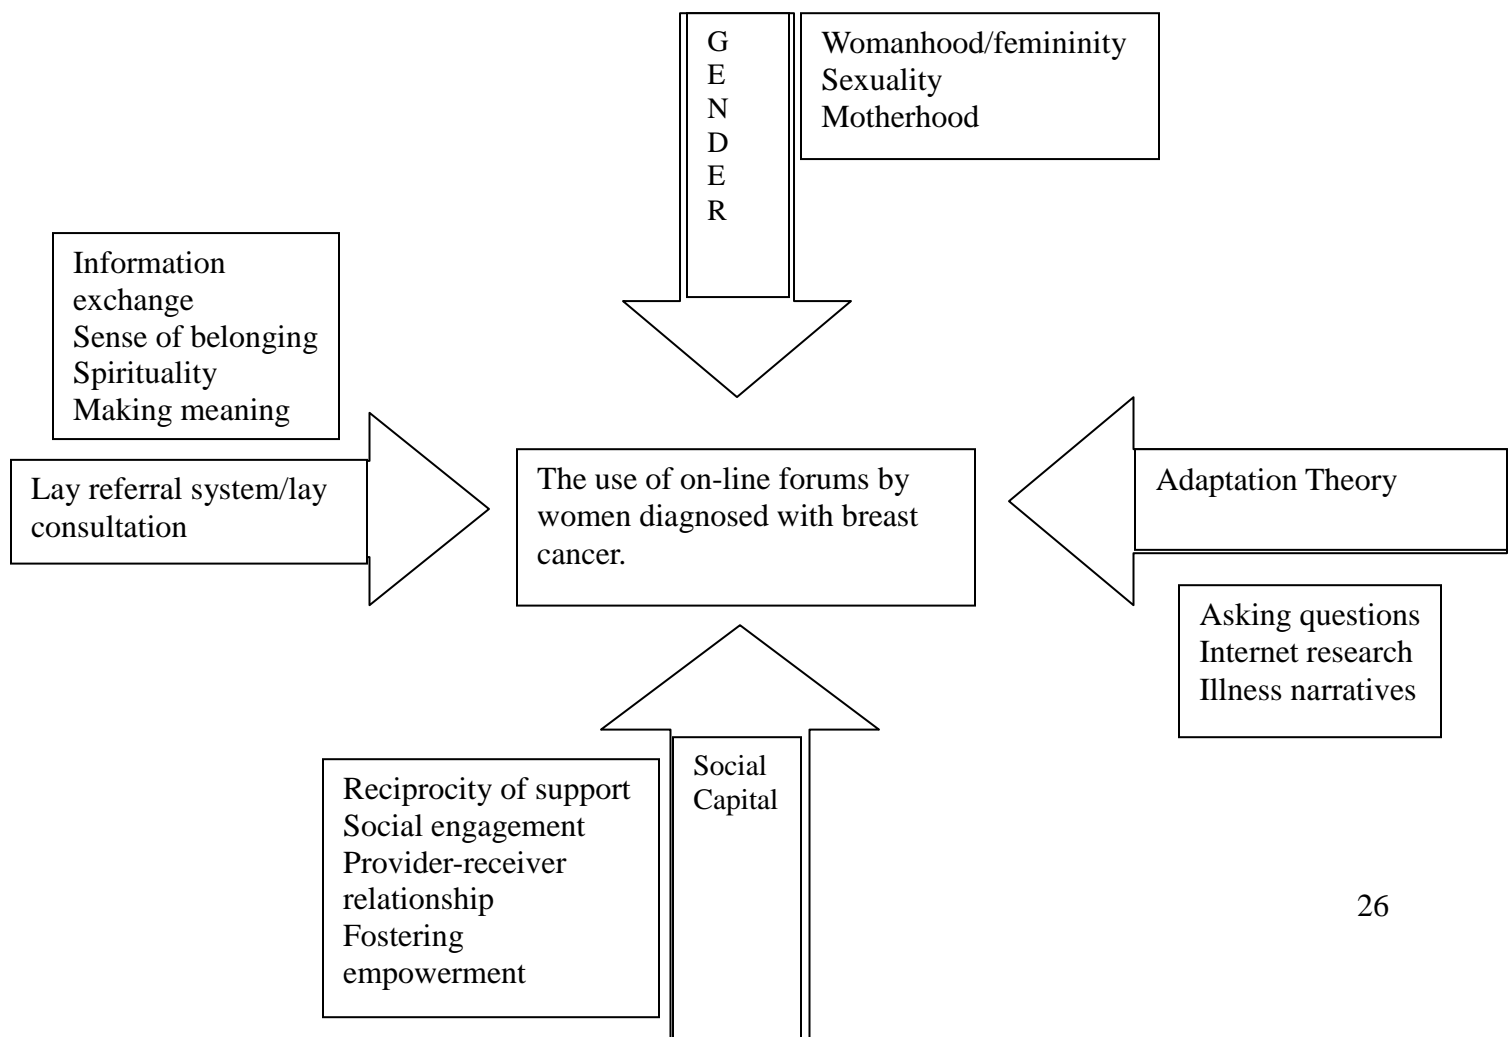 G
E
N
D
E
R
Womanhood/femininity
Sexuality
Motherhood
Information
exchange
Sense of belonging
Spirituality
Making meaning
Lay referral system/lay
consultation
The use of on-line forums by
women diagnosed with breast
cancer.
Adaptation Theory
Asking questions
Internet research
Illness narratives
Social
Capital
Reciprocity of support
Social engagement
Provider-receiver
relationship
Fostering
empowerment
26